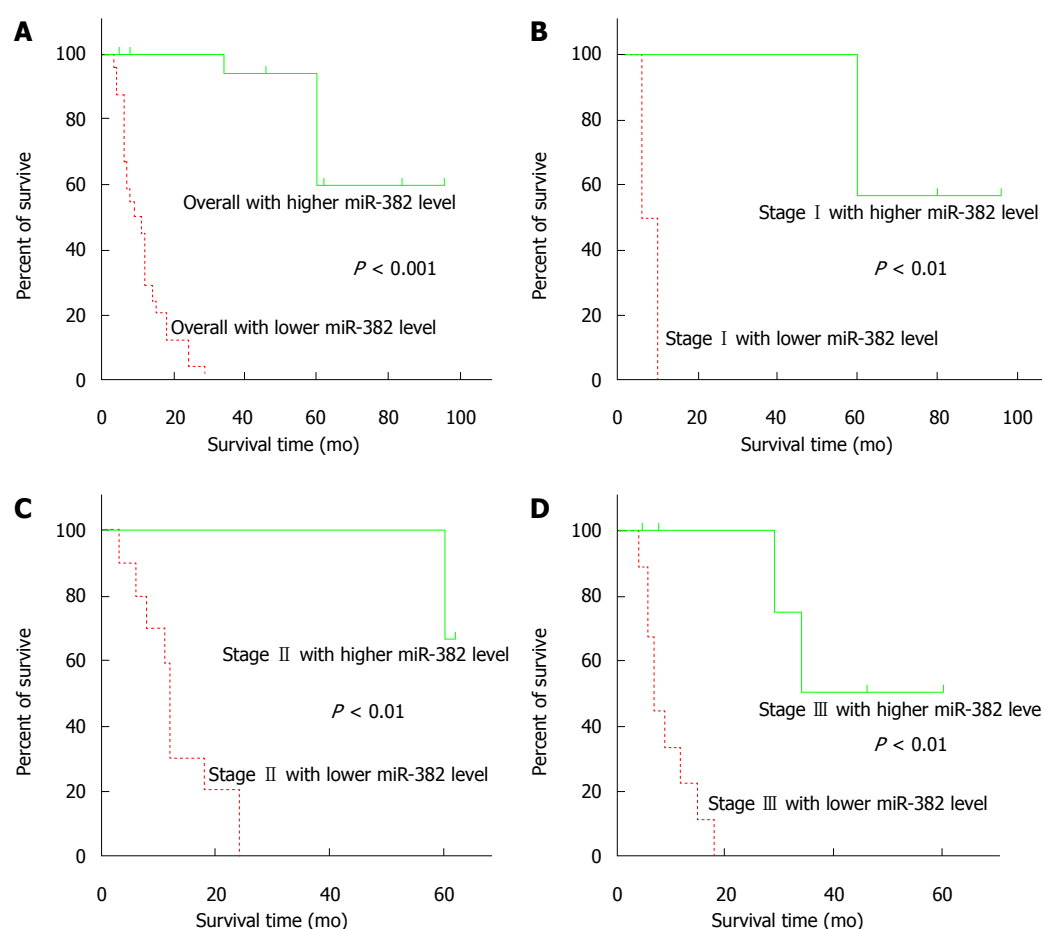 A
100
80
60
40
20
0
Percent of survive
Overall with higher miR-382 level
P < 0.001
Overall with lower miR-382 level
0 20 40 60 80 100
Survival time (mo)
B
100
80
60
40
20
0
Percent of survive
Stage Ⅰ with higher miR-382 level
P < 0.01
Stage Ⅰ with lower miR-382 level
0 20 40 60 80 100
Survival time (mo)
C
100
80
60
40
20
0
Percent of survive
Stage Ⅱ with higher miR-382 level
P < 0.01
Stage Ⅱ with lower miR-382 level
0 20 40 60
Survival time (mo)
D
100
80
60
40
20
0
Percent of survive
Stage Ⅲ with higher miR-382 leve
P < 0.01
Stage Ⅲ with lower miR-382 level
0 20 40 60
Survival time (mo)